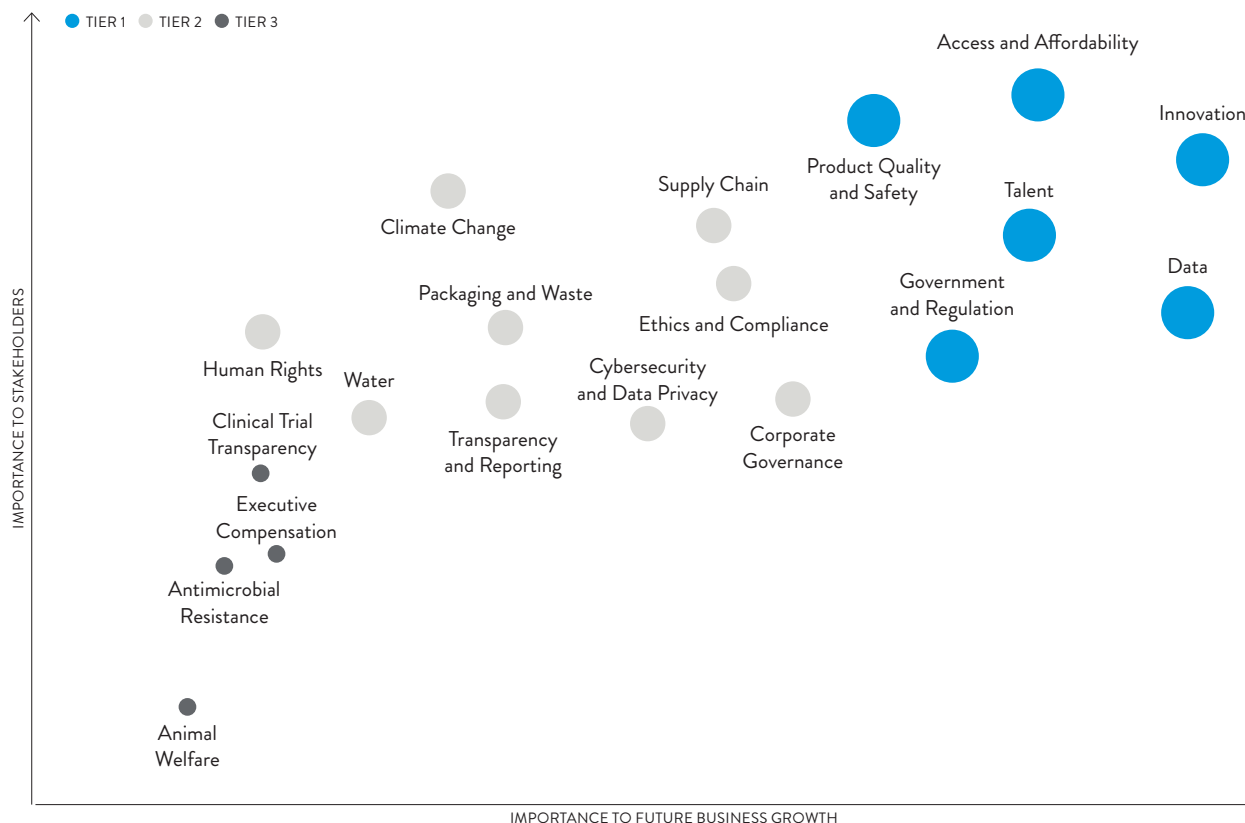 TIER 1 TIER 2 TIER 3
Access and Affordability
Innovation
Product Quality
and Safety
Supply Chain
Talent
Climate Change
Data
Government
and Regulation
Packaging and Waste
Ethics and Compliance
Human Rights
Water
Cybersecurity
and Data Privacy
Clinical Trial
Transparency
Transparency
and Reporting
Corporate
Governance
Executive
Compensation
Antimicrobial
Resistance
Animal
Welfare
IMPORTANCE TO STAKEHOLDERS
IMPORTANCE TO FUTURE BUSINESS GROWTH